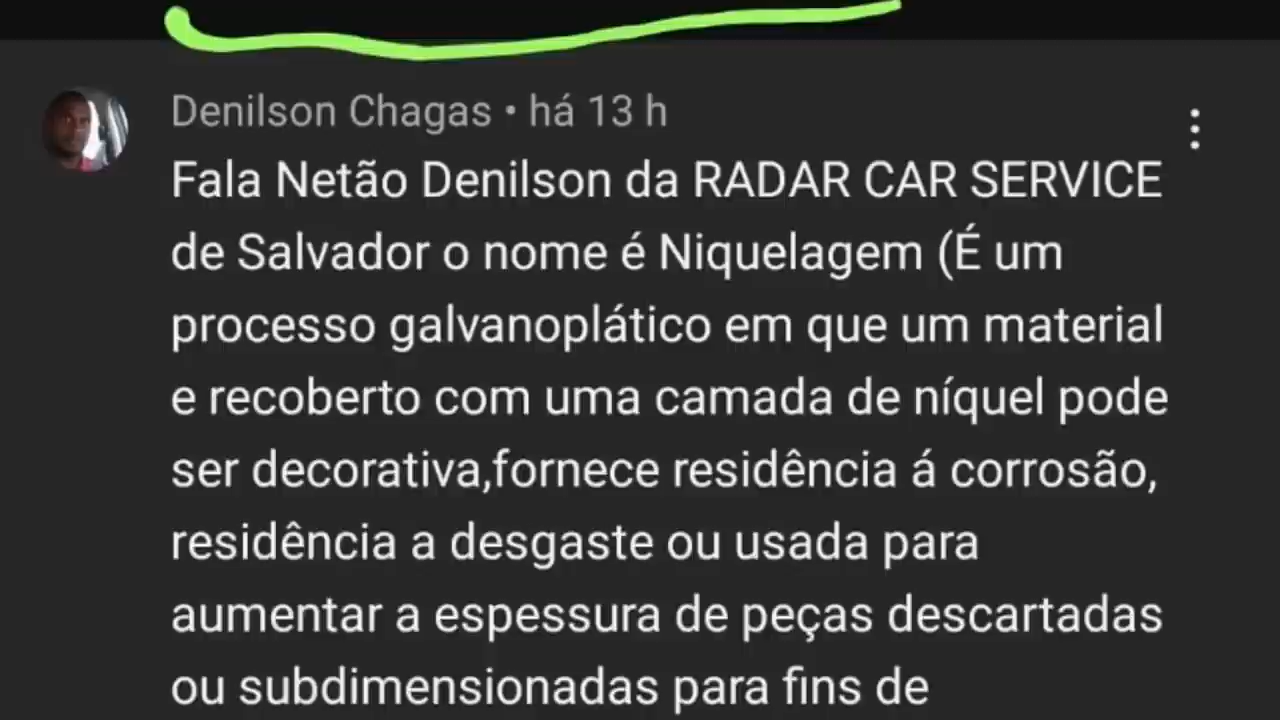 Denilson Chagas • há 13 h
Fala Netão Denilson da RADAR CAR SERVICE
de Salvador o nome é Niquelagem (É um
processo galvanoplático em que um material
e recoberto com uma camada de níquel pode
ser decorativa,fornece residência á corrosão,
residência a desgaste ou usada para
aumentar a espessura de peças descartadas
ou subdimensionadas para fins de